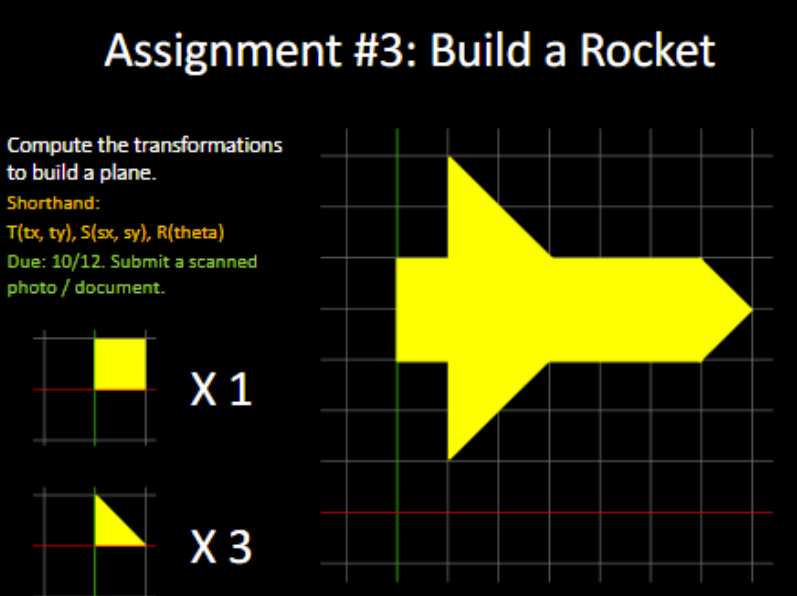 Assignment #3: Build a Rocket
Compute the transformations
to build a plane.
Shorthand:
T(tx, ty), S(sx, sy), R(theta)
Due: 10/12. Submit a scanned
photo / document.
X 1
X 3